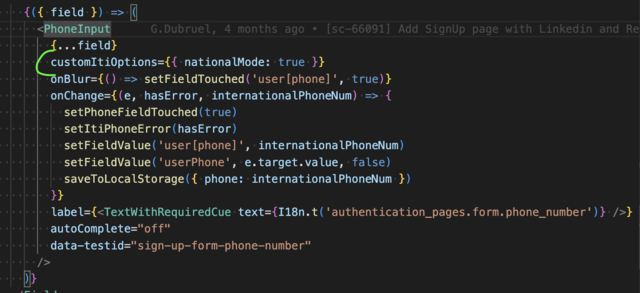 {({ field }) => (
<PhoneInput G.Dubruel, 4 months ago • [sc-66091] Add SignUp page with Linkedin and Re
{...field}
customItiOptions={{ nationalMode: true }}
onBlur={() => setFieldTouched('user[phone]', true)}
onChange={(e, hasError, internationalPhoneNum) => {
setPhoneFieldTouched(true)
setItiPhoneError(hasError)
setFieldValue('user[phone]', internationalPhoneNum)
setFieldValue('userPhone', e.target.value, false)
saveToLocalStorage({ phone: internationalPhoneNum })
}}
label={<TextWithRequiredCue text={I18n.t('authentication_pages.form.phone_number')} />}
autoComplete="off"
data-testid="sign-up-form-phone-number"
/>
)}